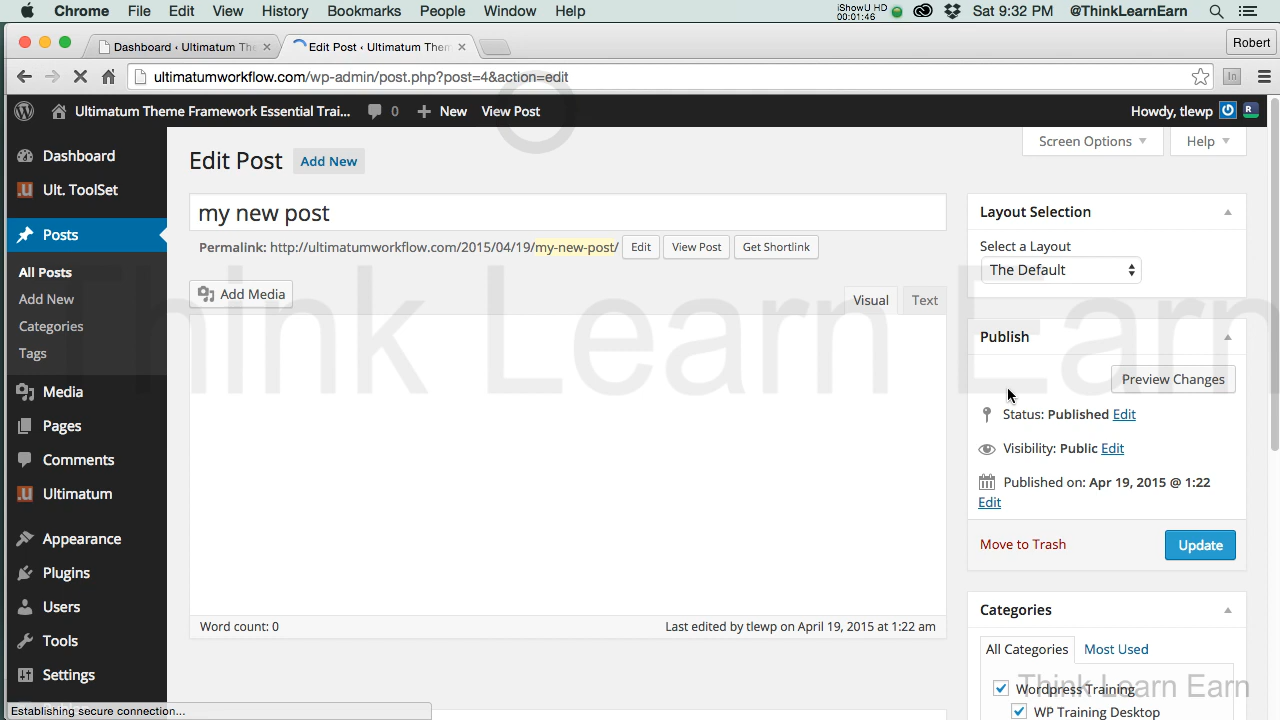 Chrome File Edit View History Bookmarks People Window Help
iShowU HD
00:01:46
Sat 9:32 PM @ThinkLearnEarn
Dashboard ‹ Ultimatum The
Edit Post ‹ Ultimatum Them
Robert
ultimatumworkflow.com/wp-admin/post.php?post=4&action=edit
Ultimatum Theme Framework Essential Trai... 0 New View Post
Howdy, tlewp
R
Screen Options
Help
Dashboard
Ult. ToolSet
Posts
All Posts
Add New
Categories
Tags
Media
Pages
Comments
Ultimatum
Appearance
Plugins
Users
Tools
Settings
Edit Post Add New
my new post
Permalink: http://ultimatumworkflow.com/2015/04/19/my-new-post/ Edit View Post Get Shortlink
Add Media
Visual Text
Think Learn Earn
Word count: 0
Last edited by tlewp on April 19, 2015 at 1:22 am
Layout Selection
Select a Layout
The Default
Publish
Preview Changes
Status: Published Edit
Visibility: Public Edit
Published on: Apr 19, 2015 @ 1:22
Edit
Move to Trash Update
Categories
All Categories Most Used
Wordpress Training
WP Training Desktop
Think Learn Earn
Establishing secure connection...